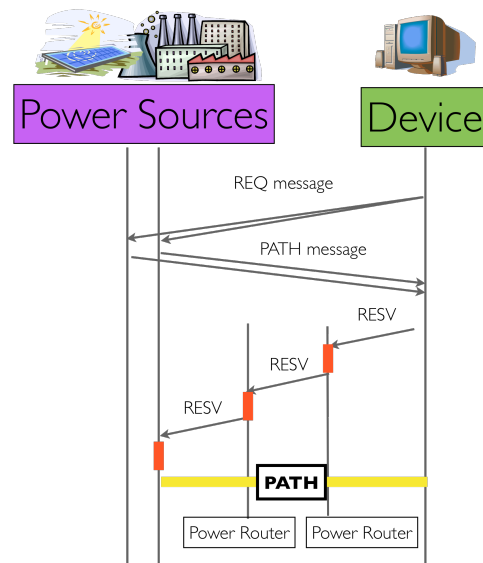 Power Sources
Device
REQ message
PATH message
RESV
RESV
RESV
PATH
Power Router
Power Router